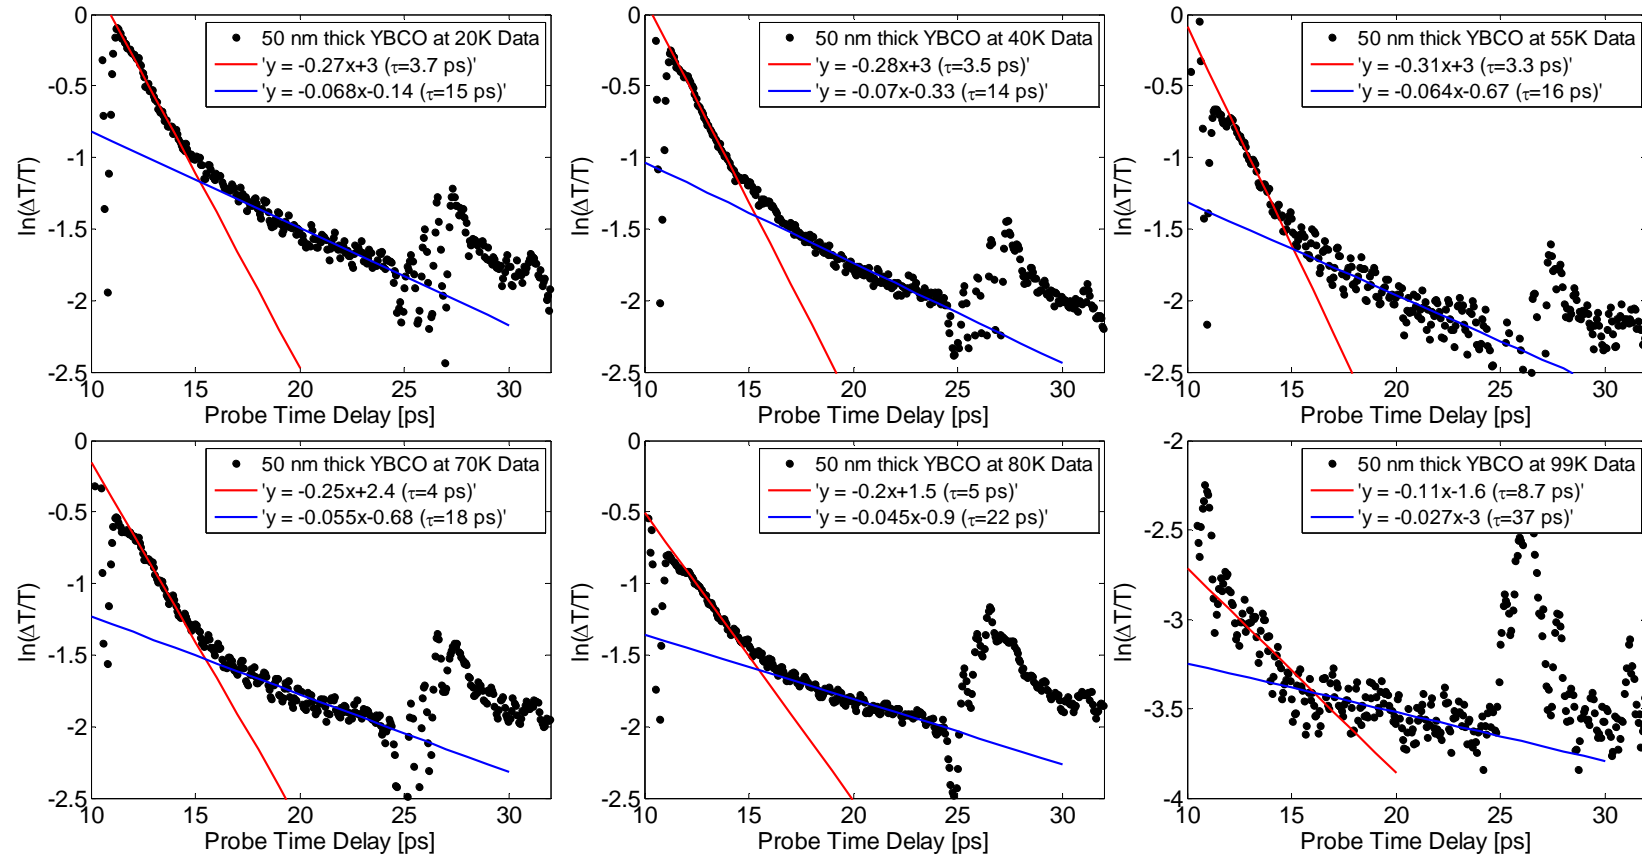 0
-0.5
-1
-1.5
-2
-2.5
ln(ΔT/T)
50 nm thick YBCO at 20K Data
'y = -0.27x+3 (τ=3.7 ps)'
'y = -0.068x-0.14 (τ=15 ps)'
10 15 20 25 30
Probe Time Delay [ps]
0
-0.5
-1
-1.5
-2
-2.5
ln(ΔT/T)
50 nm thick YBCO at 40K Data
'y = -0.28x+3 (τ=3.5 ps)'
'y = -0.07x-0.33 (τ=14 ps)'
10 15 20 25 30
Probe Time Delay [ps]
0
-0.5
-1
-1.5
-2
-2.5
ln(ΔT/T)
50 nm thick YBCO at 55K Data
'y = -0.31x+3 (τ=3.3 ps)'
'y = -0.064x-0.67 (τ=16 ps)'
10 15 20 25 30
Probe Time Delay [ps]
0
-0.5
-1
-1.5
-2
-2.5
ln(ΔT/T)
50 nm thick YBCO at 70K Data
'y = -0.25x+2.4 (τ=4 ps)'
'y = -0.055x-0.68 (τ=18 ps)'
10 15 20 25 30
Probe Time Delay [ps]
0
-0.5
-1
-1.5
-2
-2.5
ln(ΔT/T)
50 nm thick YBCO at 80K Data
'y = -0.2x+1.5 (τ=5 ps)'
'y = -0.045x-0.9 (τ=22 ps)'
10 15 20 25 30
Probe Time Delay [ps]
-2
-2.5
-3
-3.5
-4
ln(ΔT/T)
50 nm thick YBCO at 99K Data
'y = -0.11x-1.6 (τ=8.7 ps)'
'y = -0.027x-3 (τ=37 ps)'
10 15 20 25 30
Probe Time Delay [ps]